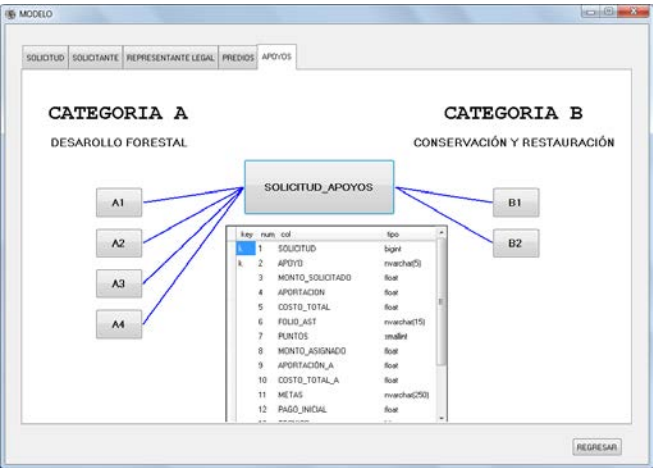 MODELO
SOLICITUD SOLICITANTE REPRESENTANTE LEGAL PREDIOS APOYOS
CATEGORIA A
CATEGORIA B
DESAROLLO FORESTAL
CONSERVACIÓN Y RESTAURACIÓN
SOLICITUD_APOYOS
A1
A2
A3
A4
B1
B2
key num col tipo
k 1 SOLICITUD bigint
k 2 APOYO nvarchar(5)
3 MONTO_SOLICITADO float
4 APORTACION float
5 COSTO_TOTAL float
6 FOLIO_AST nvarchar(15)
7 PUNTOS smallint
8 MONTO_ASIGNADO float
9 APORTACIÓN_A float
10 COSTO_TOTAL_A float
11 METAS nvarchar(250)
12 PAGO_INICIAL float
REGRESAR